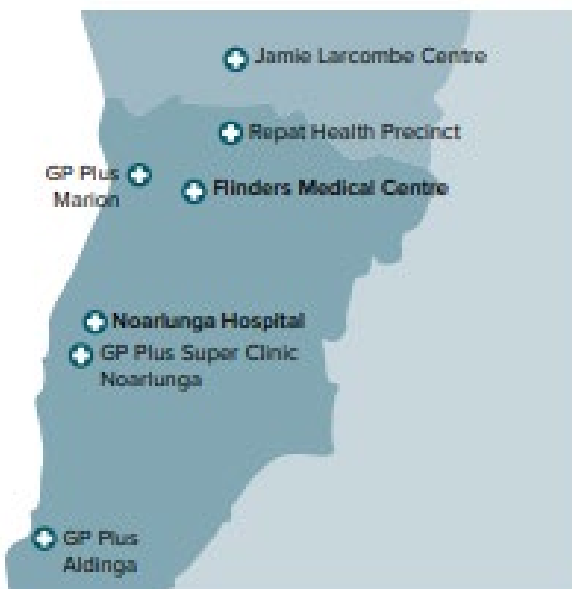 Jamie Larcombe Centre
Repat Health Precinct
GP Plus
Marion
Flinders Medical Centre
Noarlunga Hospital
GP Plus Super Clinic
Noarlunga
GP Plus
Aldinga